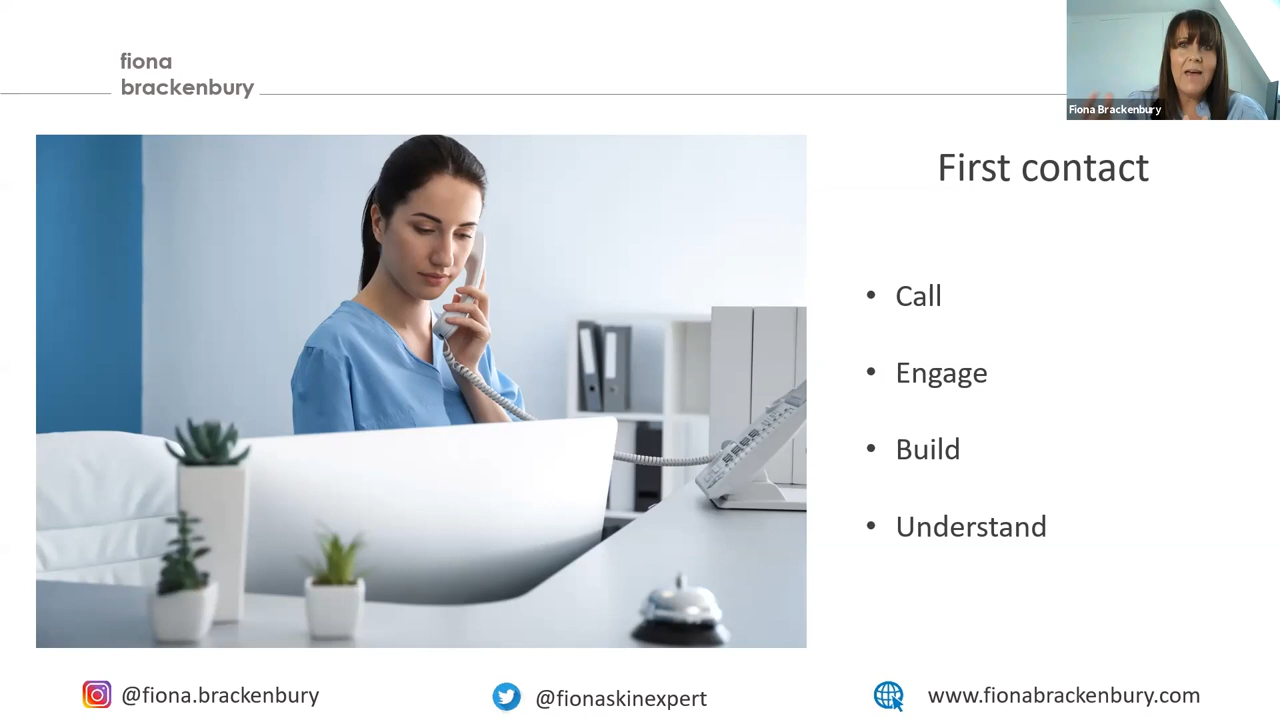 fiona
brackenbury
Fiona Brackenbury
First contact
• Call
• Engage
• Build
• Understand
@fiona.brackenbury
@fionaskinexpert
www.fionabrackenbury.com